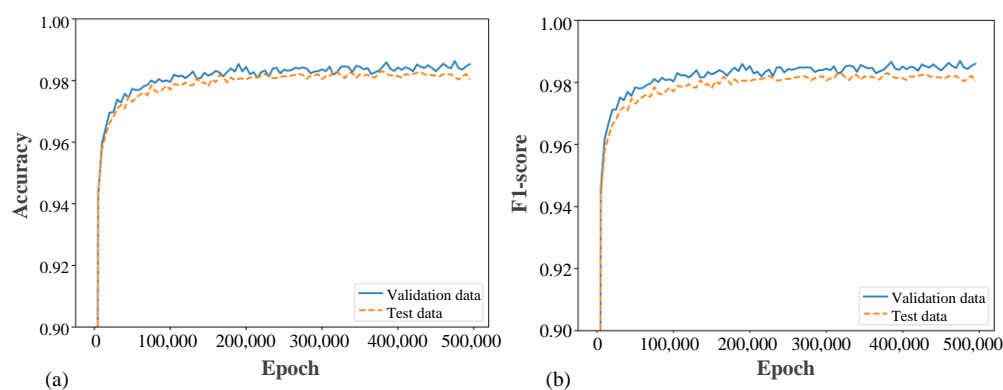 1.00
0.98
0.96
0.94
0.92
0.90
Accuracy
0
100,000
200,000
300,000
400,000
500,000
Epoch
Validation data
Test data
(a)
1.00
0.98
0.96
0.94
0.92
0.90
F1-score
0
100,000
200,000
300,000
400,000
500,000
Epoch
Validation data
Test data
(b)